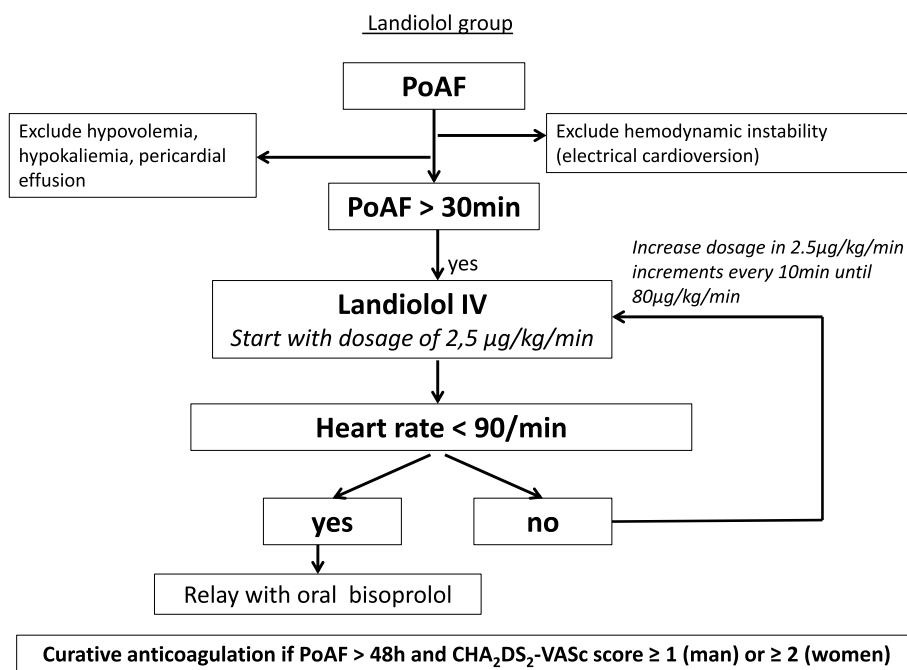 Landiolol group
PoAF
Exclude hypovolemia,
hypokaliemia, pericardial
effusion
Exclude hemodynamic instability
(electrical cardioversion)
PoAF > 30min
yes
Increase dosage in 2.5µg/kg/min
increments every 10min until
80µg/kg/min
Landiolol IV
Start with dosage of 2,5 µg/kg/min
Heart rate < 90/min
yes
no
Relay with oral bisoprolol
Curative anticoagulation if PoAF > 48h and CHA₂DS₂-VASc score ≥ 1 (man) or ≥ 2 (women)